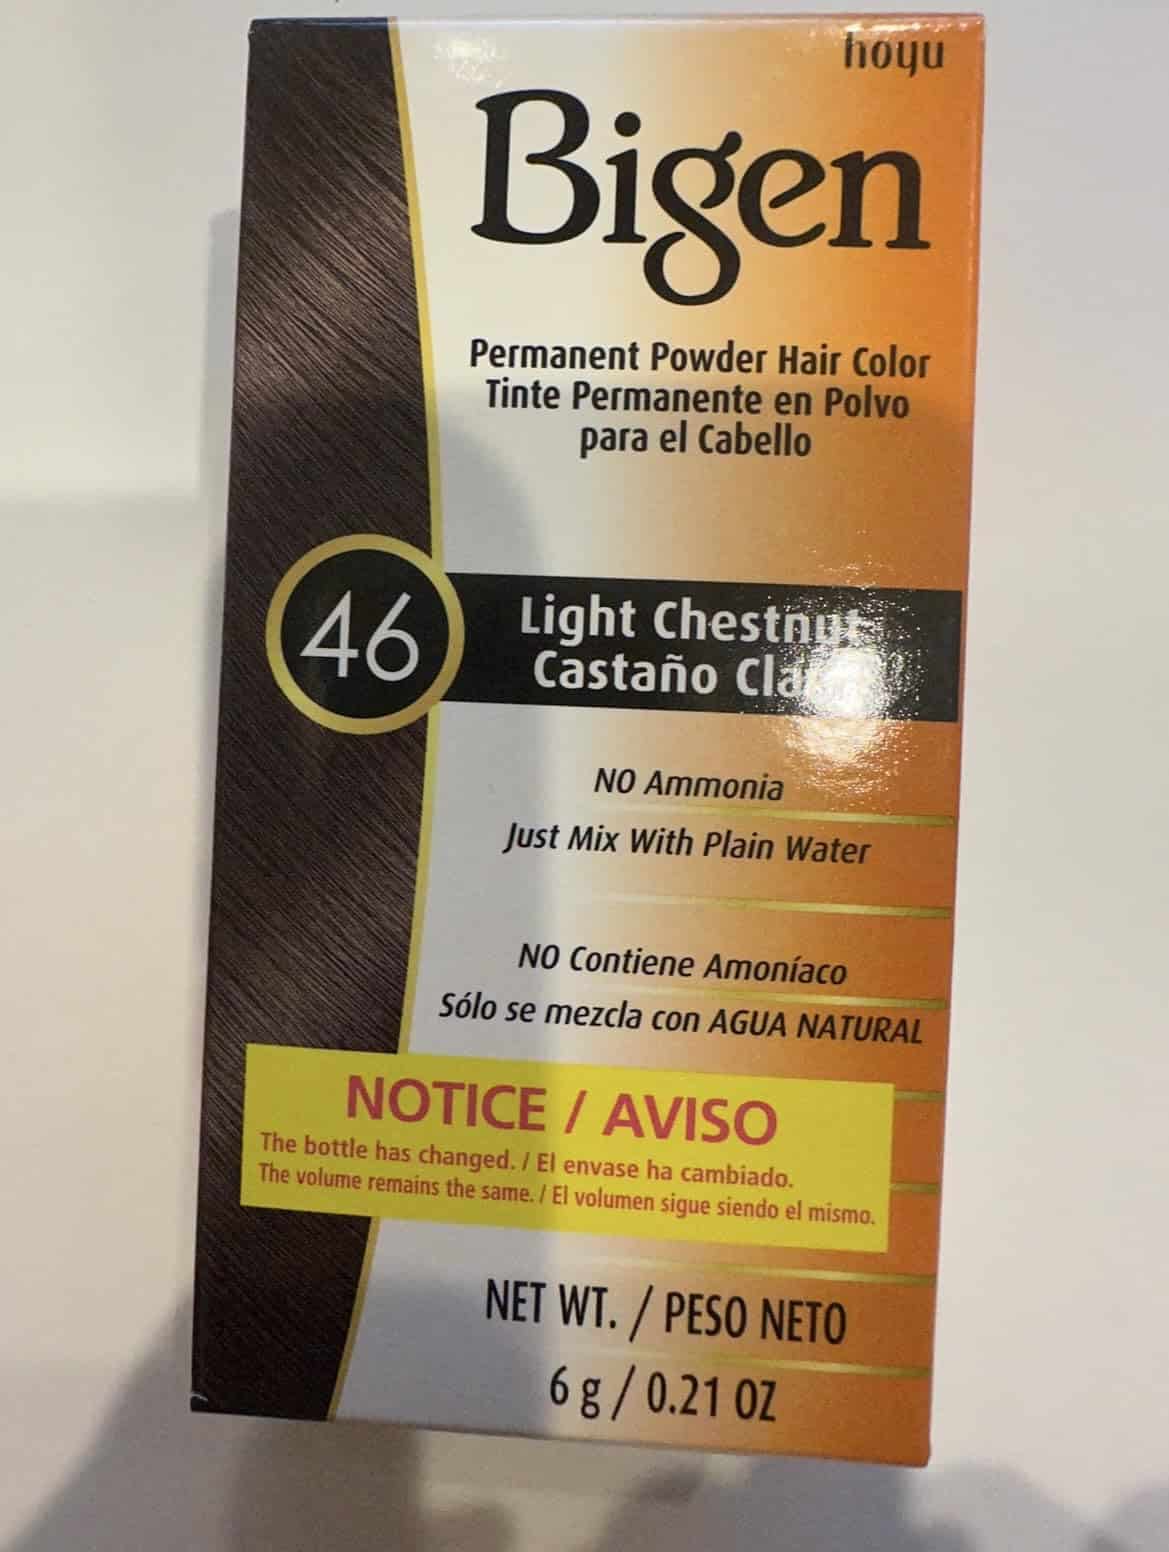 hoyu
Bigen
Permanent Powder Hair Color
Tinte Permanente en Polvo
para el Cabello
46
Light Chestnut
Castaño
NO Ammonia
Just Mix With Plain Water
NO Contiene Amoníaco
Sólo se mezcla con AGUA NATURAL
NOTICE / AVISO
The bottle has changed. / El envase ha cambiado.
The volume remains the same. / El volumen sigue siendo el mismo.
NET WT. / PESO NETO
6 g / 0.21 OZ